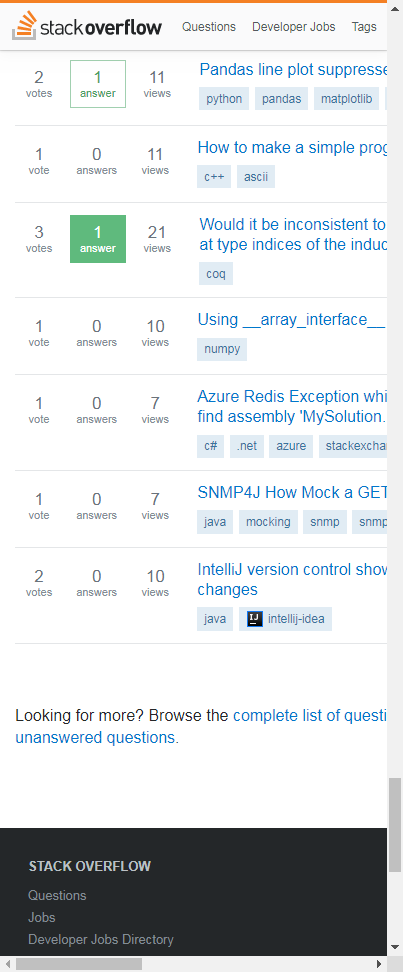 stackoverflow Questions Developer Jobs Tags
2 1 11 Pandas line plot suppresse
votes answer views
python pandas matplotlib
1 0 11 How to make a simple prog
vote answers views
c++ ascii
3 1 21 Would it be inconsistent to
votes answer views at type indices of the induc
coq
1 0 10 Using __array_interface__
vote answers views
numpy
1 0 7 Azure Redis Exception whi
vote answers views find assembly 'MySolution.
c# .net azure stackexchan
1 0 7 SNMP4J How Mock a GET
vote answers views
java mocking snmp snmp
2 0 10 IntelliJ version control show
votes answers views changes
java IJ intellij-idea
Looking for more? Browse the complete list of questi
unanswered questions.
STACK OVERFLOW
Questions
Jobs
Developer Jobs Directory